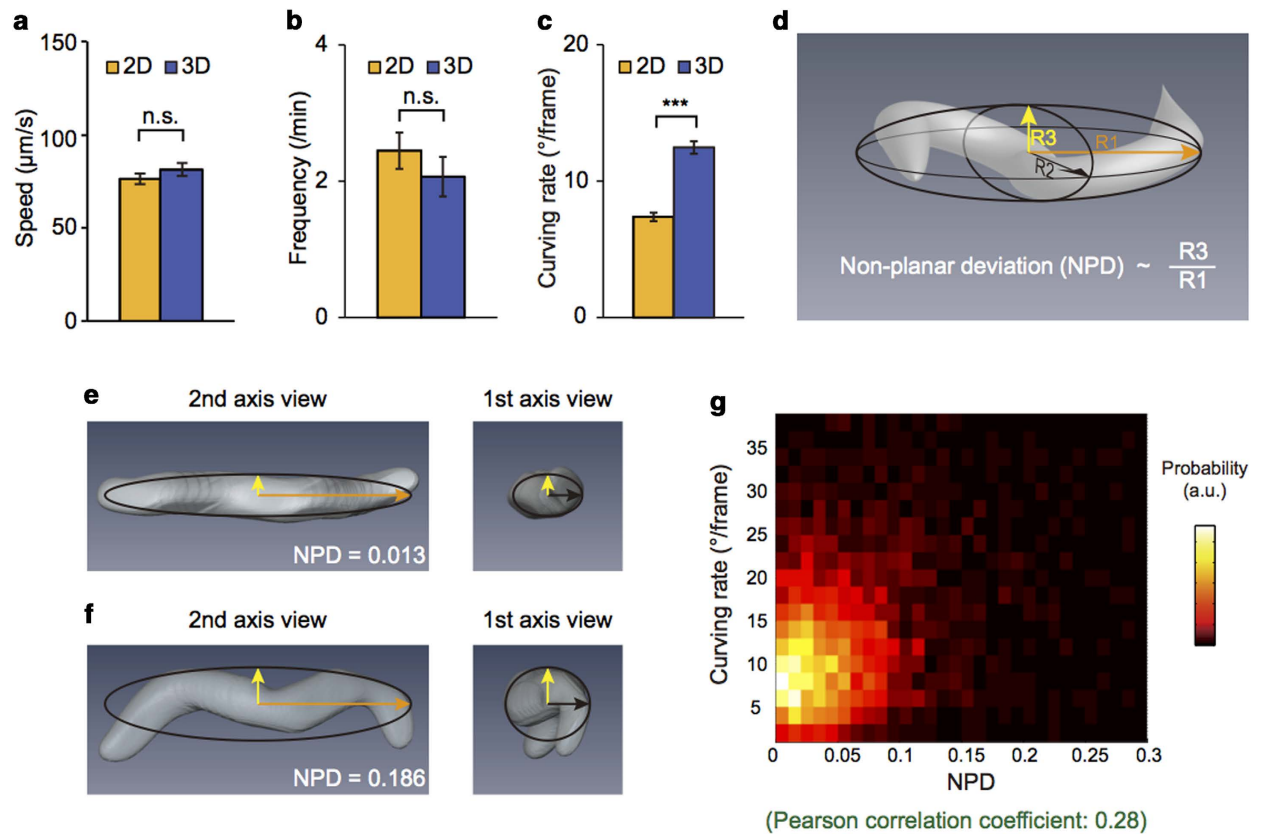 a
150
100
50
0
Speed (µm/s)
2D 3D
n.s.
b
4
2
0
Frequency (/min)
2D 3D
n.s.
c
20
10
0
Curving rate (°/frame)
2D 3D
***
d
R3
R1
R2
Non-planar deviation (NPD) ~ R3
R1
e
2nd axis view
1st axis view
NPD = 0.013
f
2nd axis view
1st axis view
NPD = 0.186
g
35
30
25
20
15
10
5
Curving rate (°/frame)
0 0.05 0.1 0.15 0.2 0.25 0.3
NPD
Probability
(a.u.)
(Pearson correlation coefficient: 0.28)